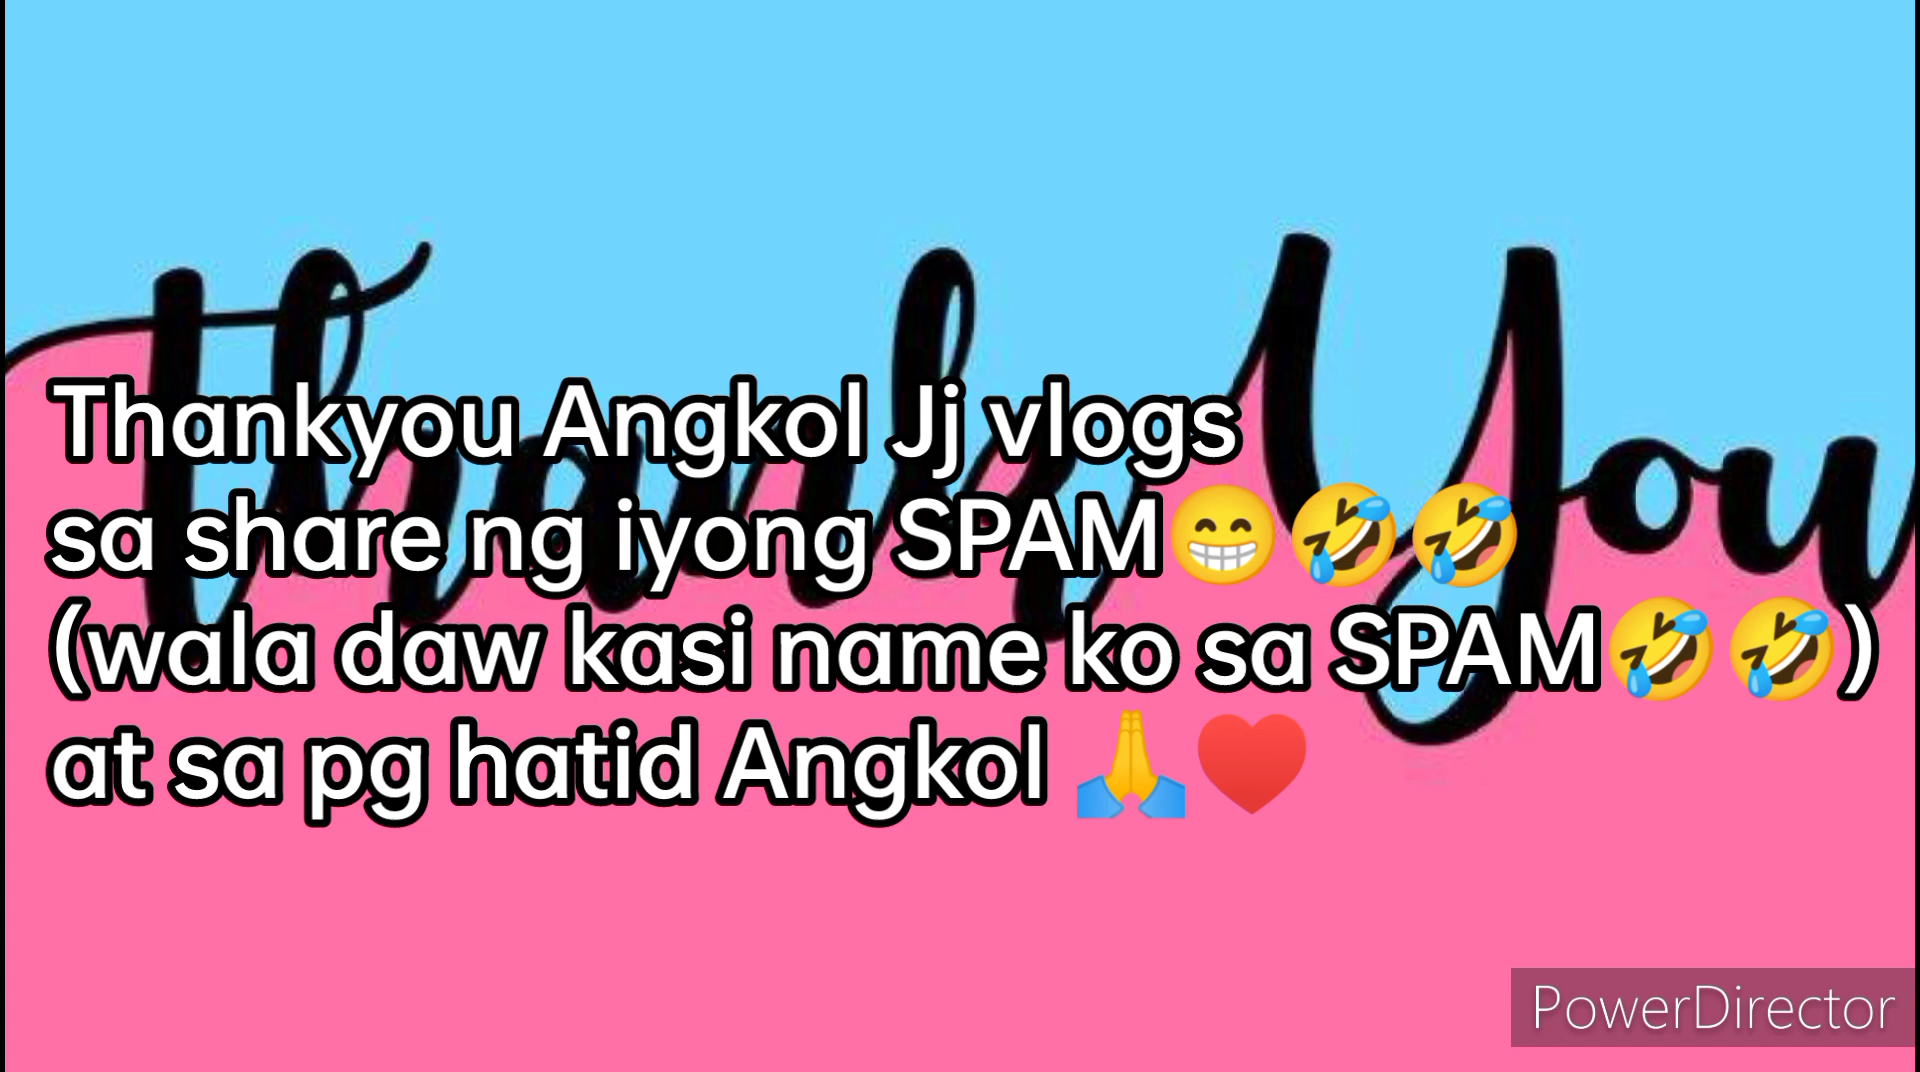 Thank You
Thankyou Angkol Jj vlogs
sa share ng iyong SPAM😁🤣🤣
(wala daw kasi name ko sa SPAM🤣🤣)
at sa pg hatid Angkol 🙏♥️
PowerDirector